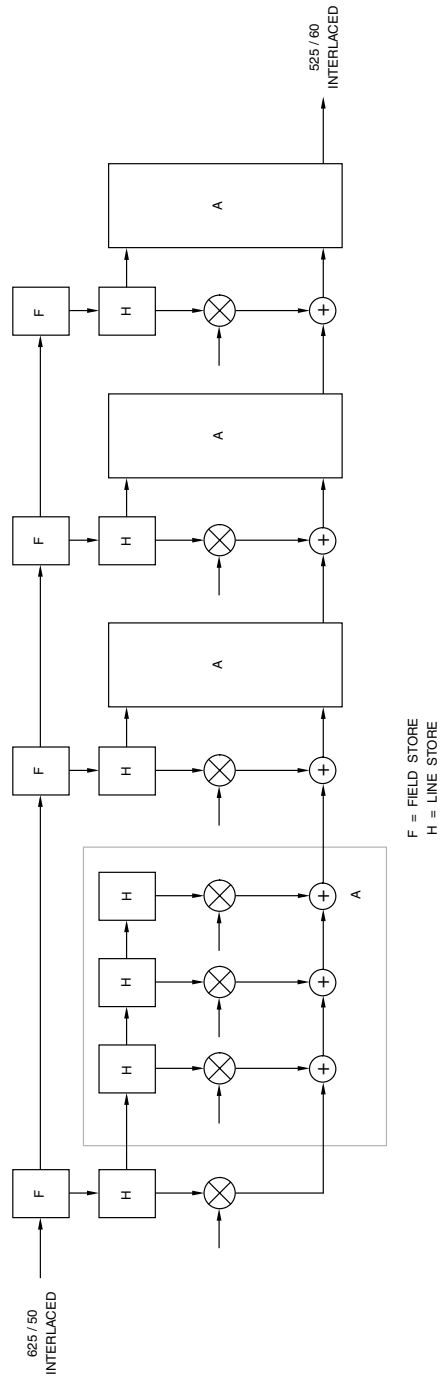 625 / 50
INTERLACED
F
F
F
F
H
H
H
H
H
H
H
A
A
A
A
525 / 60
INTERLACED
F = FIELD STORE
H = LINE STORE